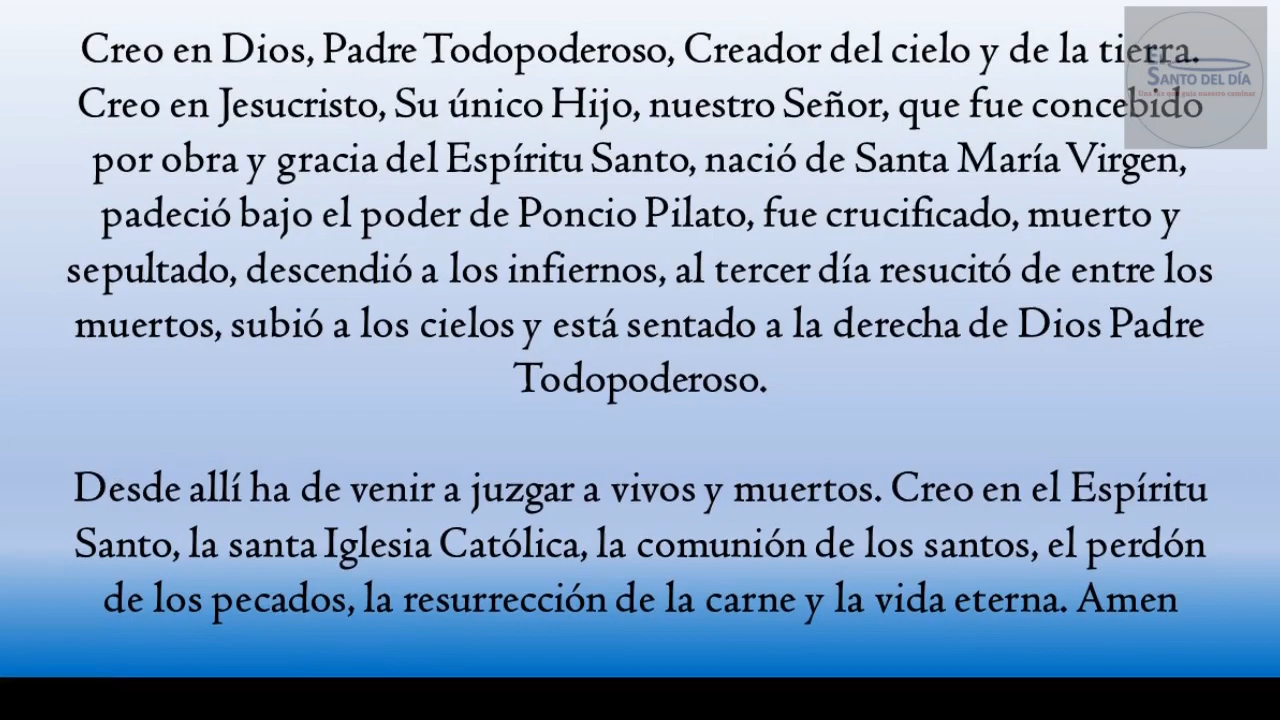 Creo en Dios, Padre Todopoderoso, Creador del cielo y de la tierra.
Creo en Jesucristo, Su único Hijo, nuestro Señor, que fue concebido
por obra y gracia del Espíritu Santo, nació de Santa María Virgen,
padeció bajo el poder de Poncio Pilato, fue crucificado, muerto y
sepultado, descendió a los infiernos, al tercer día resucitó de entre los
muertos, subió a los cielos y está sentado a la derecha de Dios Padre
Todopoderoso.
Desde allí ha de venir a juzgar a vivos y muertos. Creo en el Espíritu
Santo, la santa Iglesia Católica, la comunión de los santos, el perdón
de los pecados, la resurrección de la carne y la vida eterna. Amen
SANTO DEL DÍA